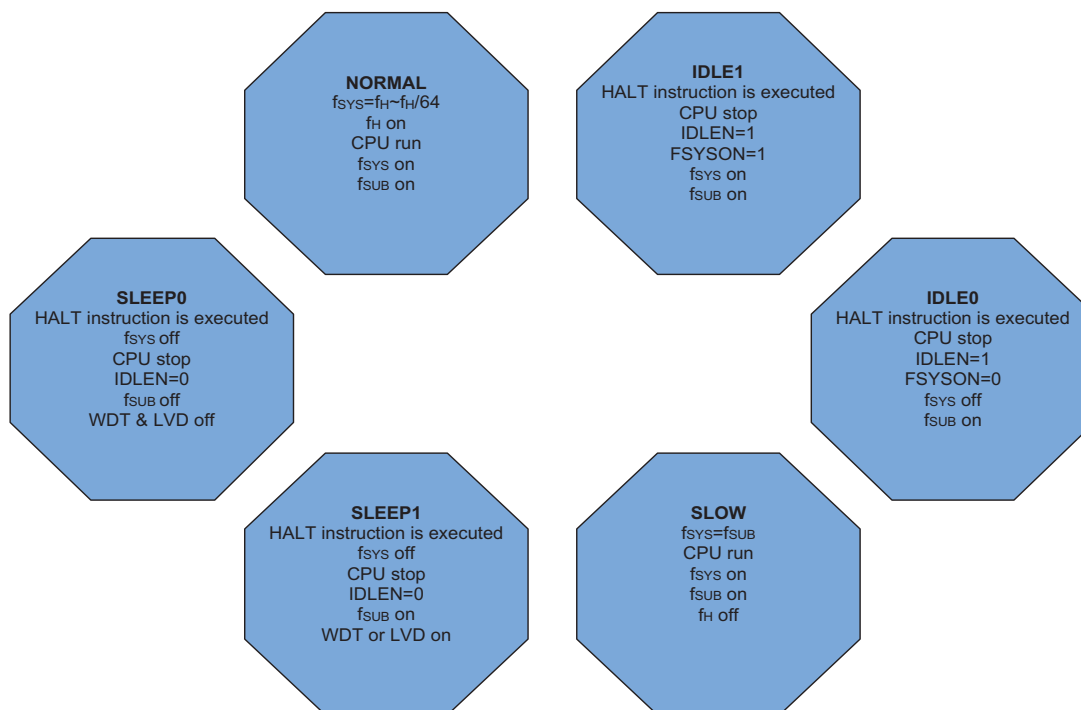 NORMAL
fSYS=fH~fH/64
fH on
CPU run
fSYS on
fSUB on
IDLE1
HALT instruction is executed
CPU stop
IDLEN=1
FSYSON=1
fSYS on
fSUB on
SLEEP0
HALT instruction is executed
fSYS off
CPU stop
IDLEN=0
fSUB off
WDT & LVD off
IDLE0
HALT instruction is executed
CPU stop
IDLEN=1
FSYSON=0
fSYS off
fSUB on
SLEEP1
HALT instruction is executed
fSYS off
CPU stop
IDLEN=0
fSUB on
WDT or LVD on
SLOW
fSYS=fSUB
CPU run
fSYS on
fSUB on
fH off